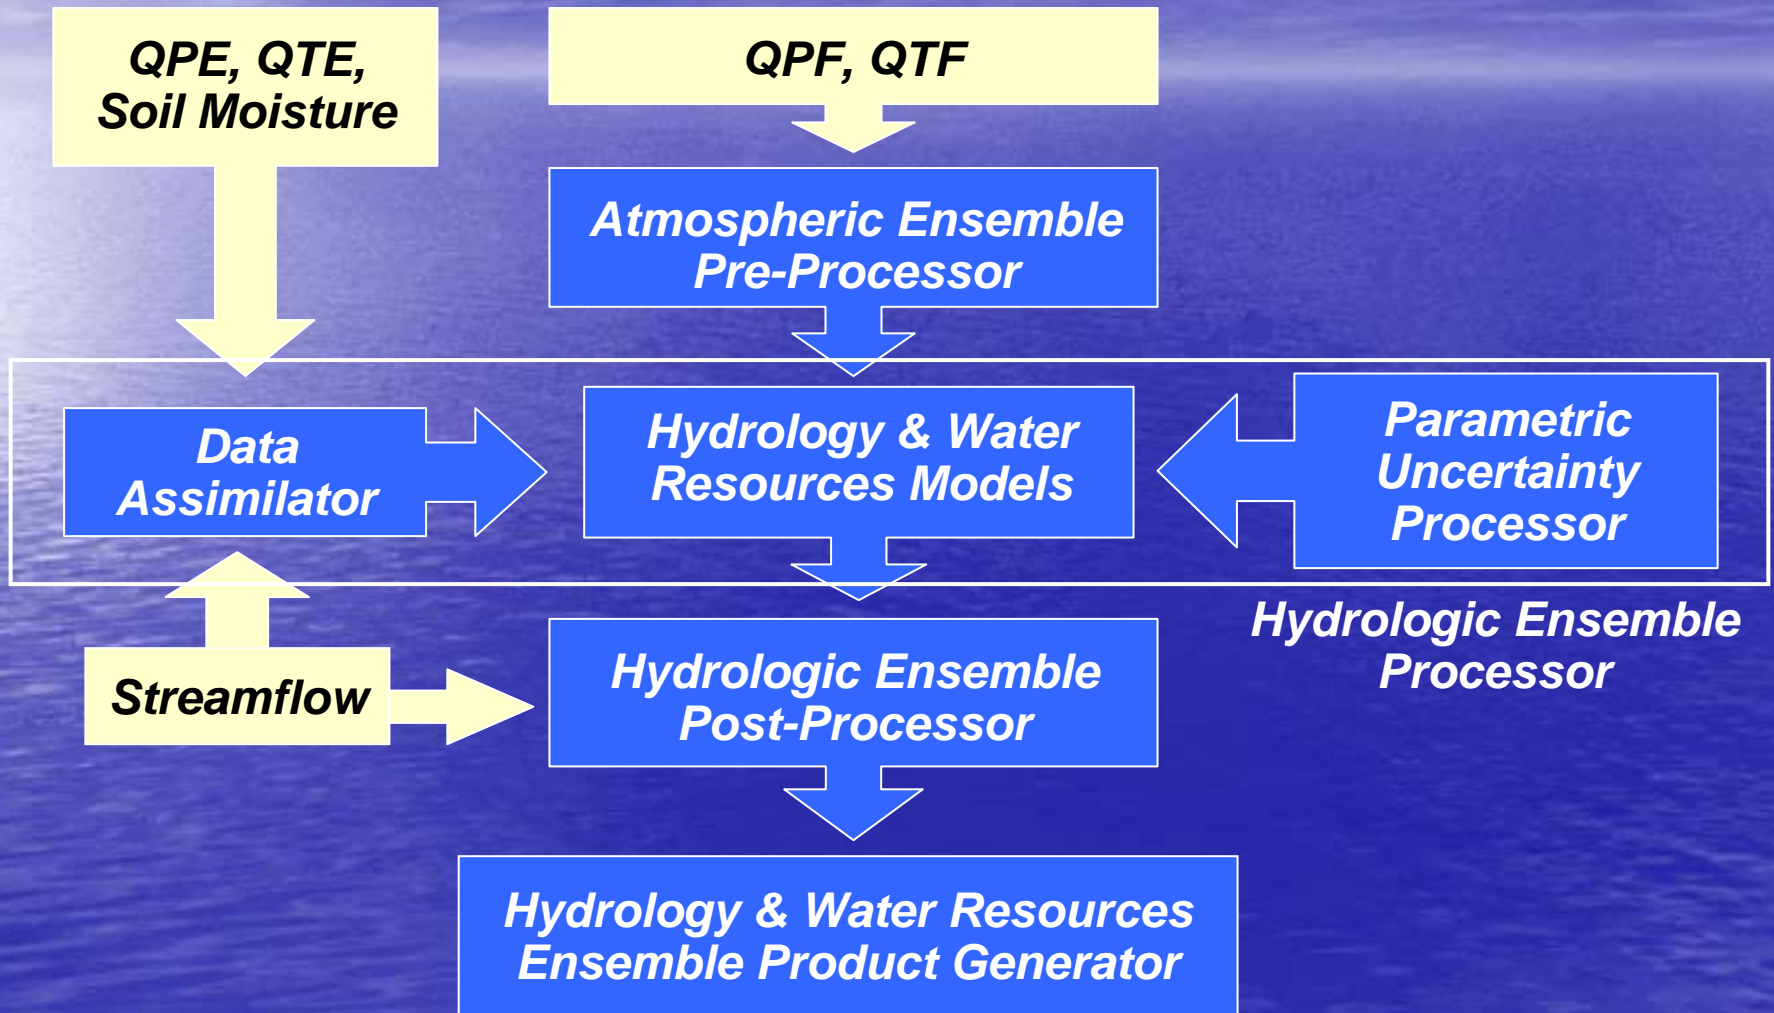 QPE, QTE,
Soil Moisture
QPF, QTF
Atmospheric Ensemble
Pre-Processor
Data
Assimilator
Hydrology & Water
Resources Models
Parametric
Uncertainty
Processor
Hydrologic Ensemble
Processor
Streamflow
Hydrologic Ensemble
Post-Processor
Hydrology & Water Resources
Ensemble Product Generator